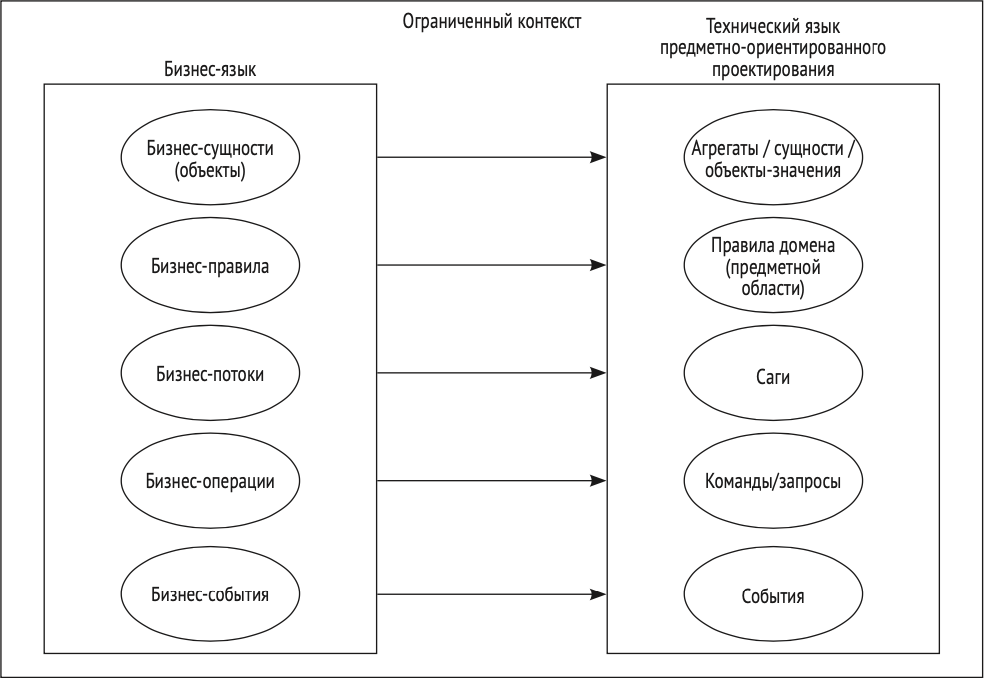 Ограниченный контекст
Технический язык
предметно-ориентированного
проектирования
Бизнес-язык
Бизнес-сущности
(объекты)
Агрегаты / сущности /
объекты-значения
Бизнес-правила
Правила домена
(предметной
области)
Бизнес-потоки
Саги
Бизнес-операции
Команды/запросы
Бизнес-события
События